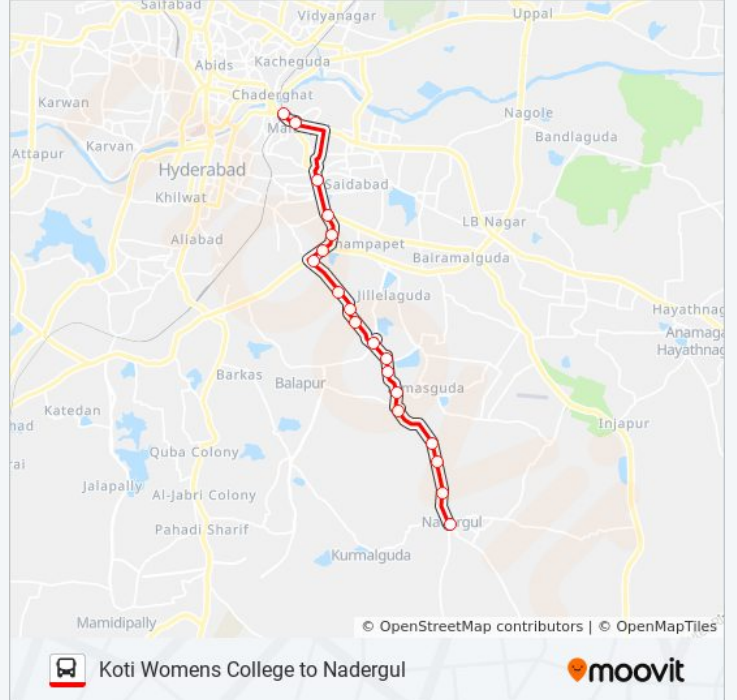 Saifabad
Vidyanagar
Uppal
Abids
Kacheguda
Chaderghat
Karwan
Nagole
Mala
Bandlaguda
Attapur
Karvan
Hyderabad
Saidabad
Khilwat
LB Nagar
Aliabad
hampapet
Bairamalguda
Jillelaguda
Hayathnag
Anamaga
Hayathnag
Barkas
Balapur
masguda
Katedan
had
Injapur
Quba Colony
rai
Jalapally
Al-Jabri Colony
Nadergul
Pahadi Sharif
Kurmalguda
Mamidipally
© OpenStreetMap contributors | © OpenMapTiles
Koti Womens College to Nadergul
moovit